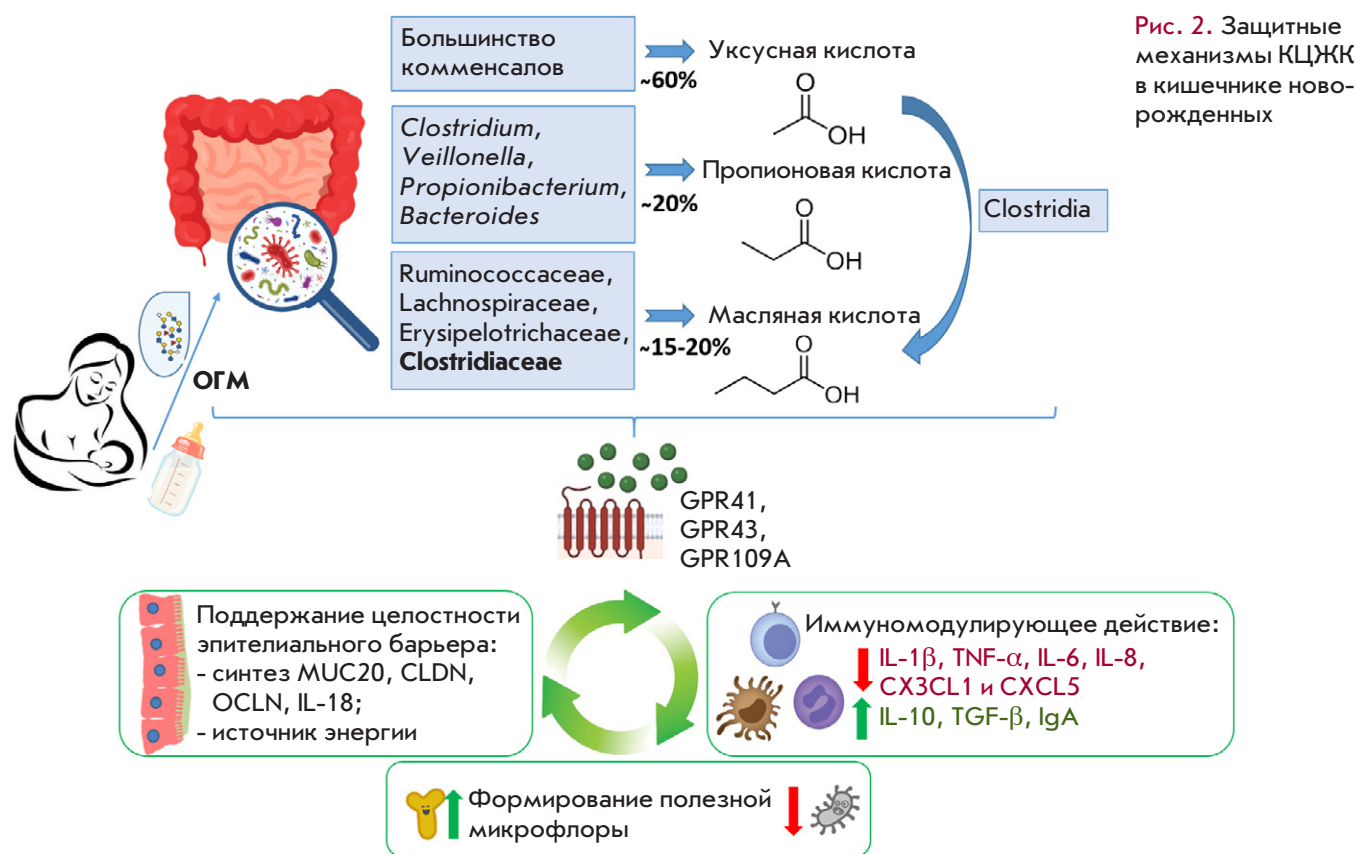 Рис. 2. Защитные
механизмы КЦЖК
в кишечнике ново-
рожденных
Большинство
комменсалов
~60%
Уксусная кислота
O
OH
Clostridium,
Veillonella,
Propionibacterium,
Bacteroides
~20%
Пропионовая кислота
O
OH
Clostridia
Ruminococcaceae,
Lachnospiraceae,
Erysipelotrichaceae,
Clostridiaceae
~15-20%
Масляная кислота
O
OH
ОГМ
GPR41,
GPR43,
GPR109A
Поддержание целостности
эпителиального барьера:
- синтез MUC20, CLDN,
OCLN, IL-18;
- источник энергии
Иммуномодулирующее действие:
IL-1β, TNF-α, IL-6, IL-8,
CX3CL1 и CXCL5
IL-10, TGF-β, IgA
Формирование полезной
микрофлоры